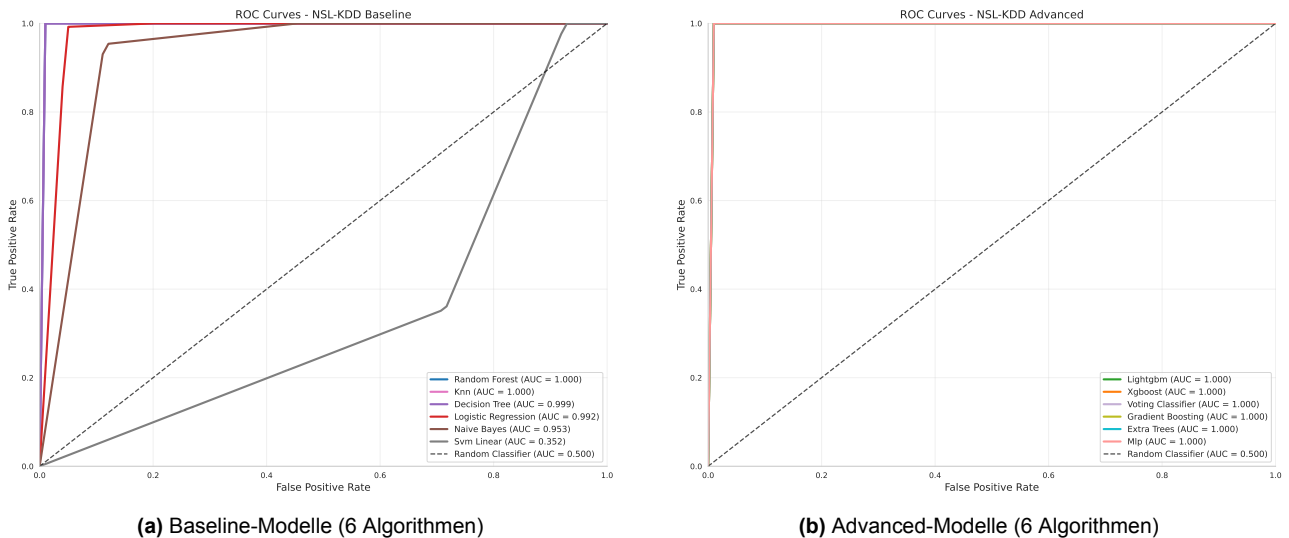 ROC Curves - NSL-KDD Baseline
1.0
0.8
0.6
0.4
0.2
0.0
True Positive Rate
0.0 0.2 0.4 0.6 0.8 1.0
False Positive Rate
Random Forest (AUC = 1.000)
Knn (AUC = 1.000)
Decision Tree (AUC = 0.999)
Logistic Regression (AUC = 0.992)
Naive Bayes (AUC = 0.953)
Svm Linear (AUC = 0.352)
Random Classifier (AUC = 0.500)
(a) Baseline-Modelle (6 Algorithmen)
ROC Curves - NSL-KDD Advanced
1.0
0.8
0.6
0.4
0.2
0.0
True Positive Rate
0.0 0.2 0.4 0.6 0.8 1.0
False Positive Rate
Lightgbm (AUC = 1.000)
Xgboost (AUC = 1.000)
Voting Classifier (AUC = 1.000)
Gradient Boosting (AUC = 1.000)
Extra Trees (AUC = 1.000)
Mlp (AUC = 1.000)
Random Classifier (AUC = 0.500)
(b) Advanced-Modelle (6 Algorithmen)